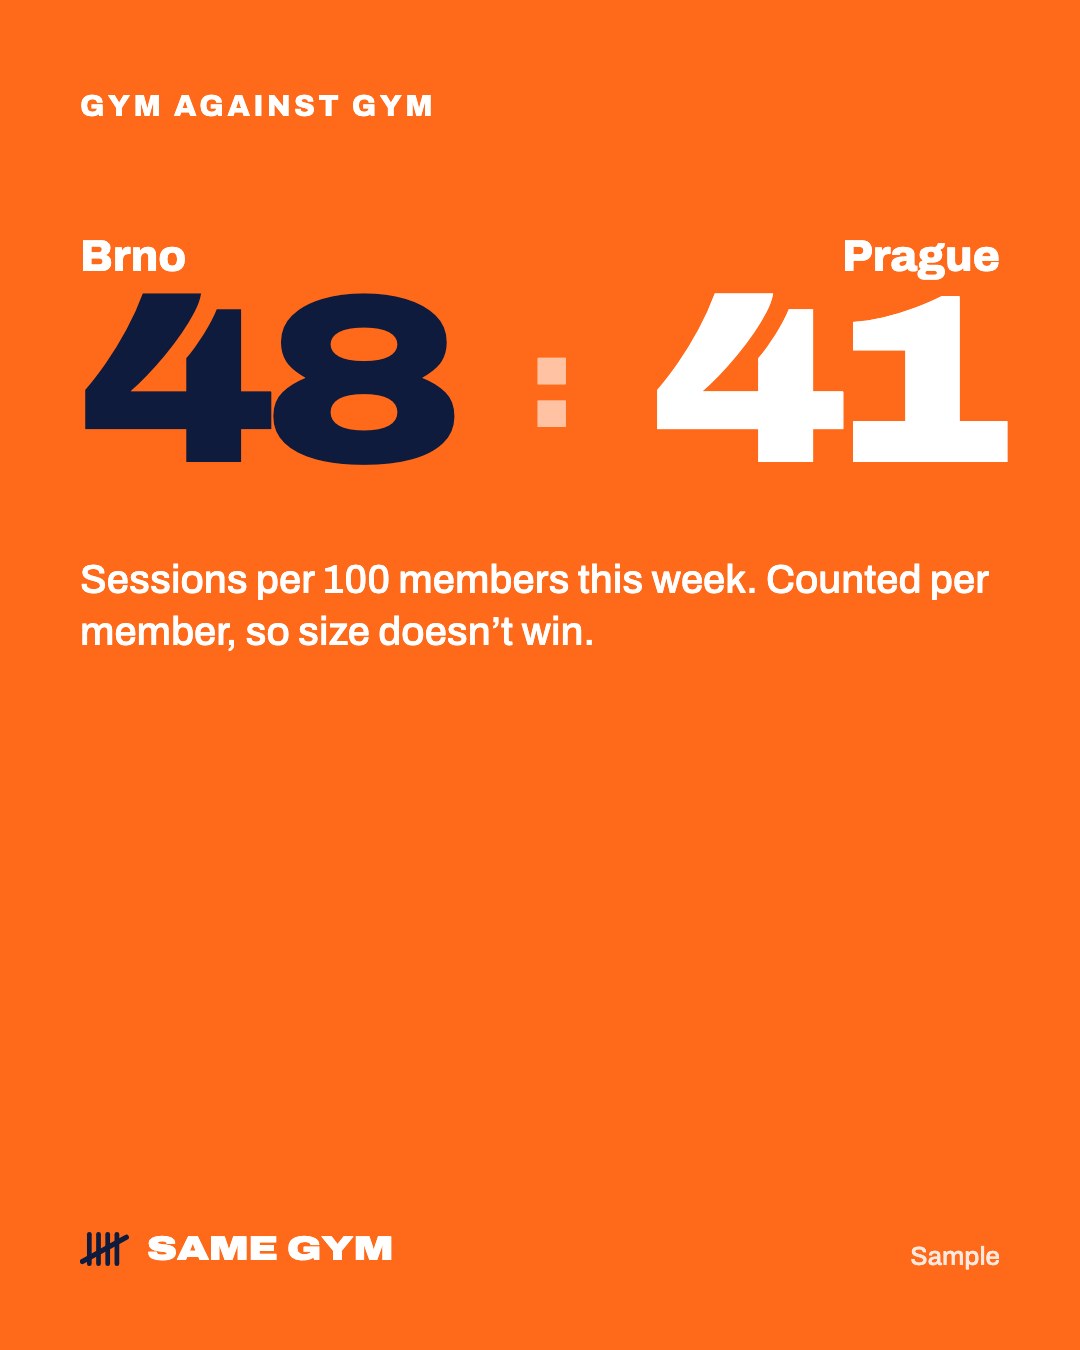 GYM AGAINST GYM
Brno
Prague
48 : 41
Sessions per 100 members this week. Counted per
member, so size doesn’t win.
SAME GYM
Sample